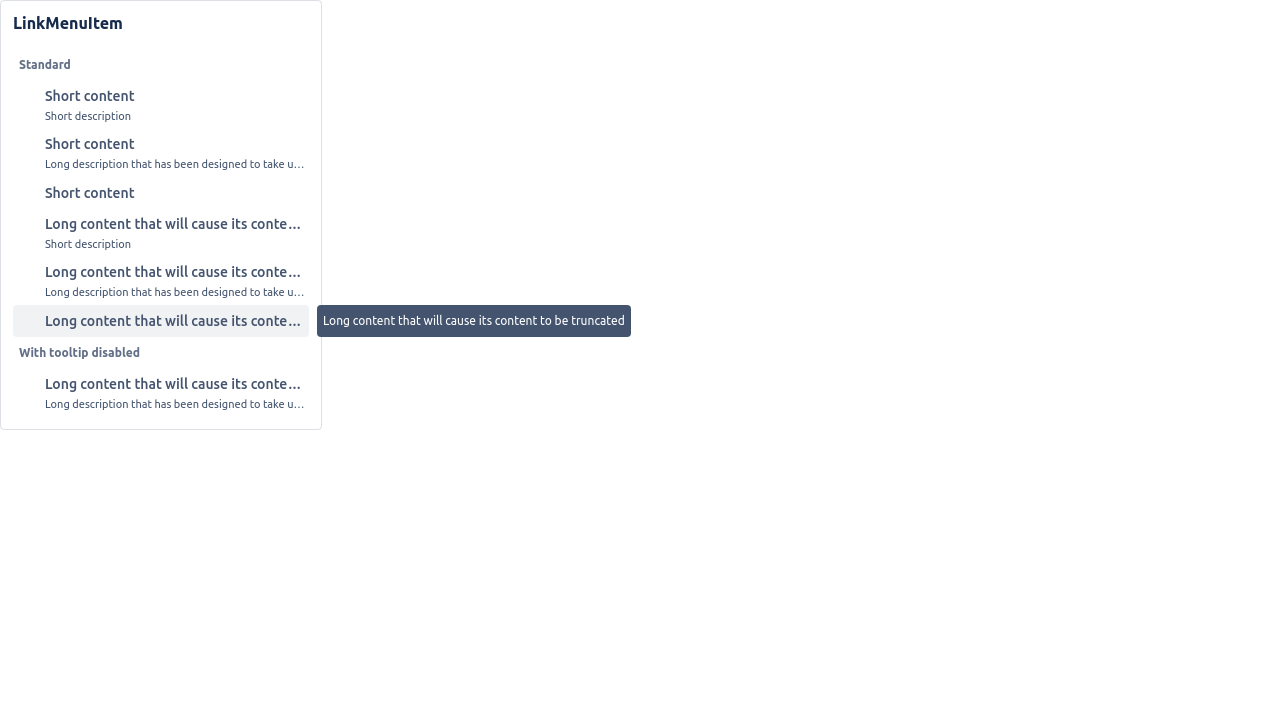 LinkMenuItem
Standard
Short content
Short description
Short content
Long description that has been designed to take u…
Short content
Long content that will cause its conte…
Short description
Long content that will cause its conte…
Long description that has been designed to take u…
Long content that will cause its conte…
Long content that will cause its content to be truncated
With tooltip disabled
Long content that will cause its conte…
Long description that has been designed to take u…